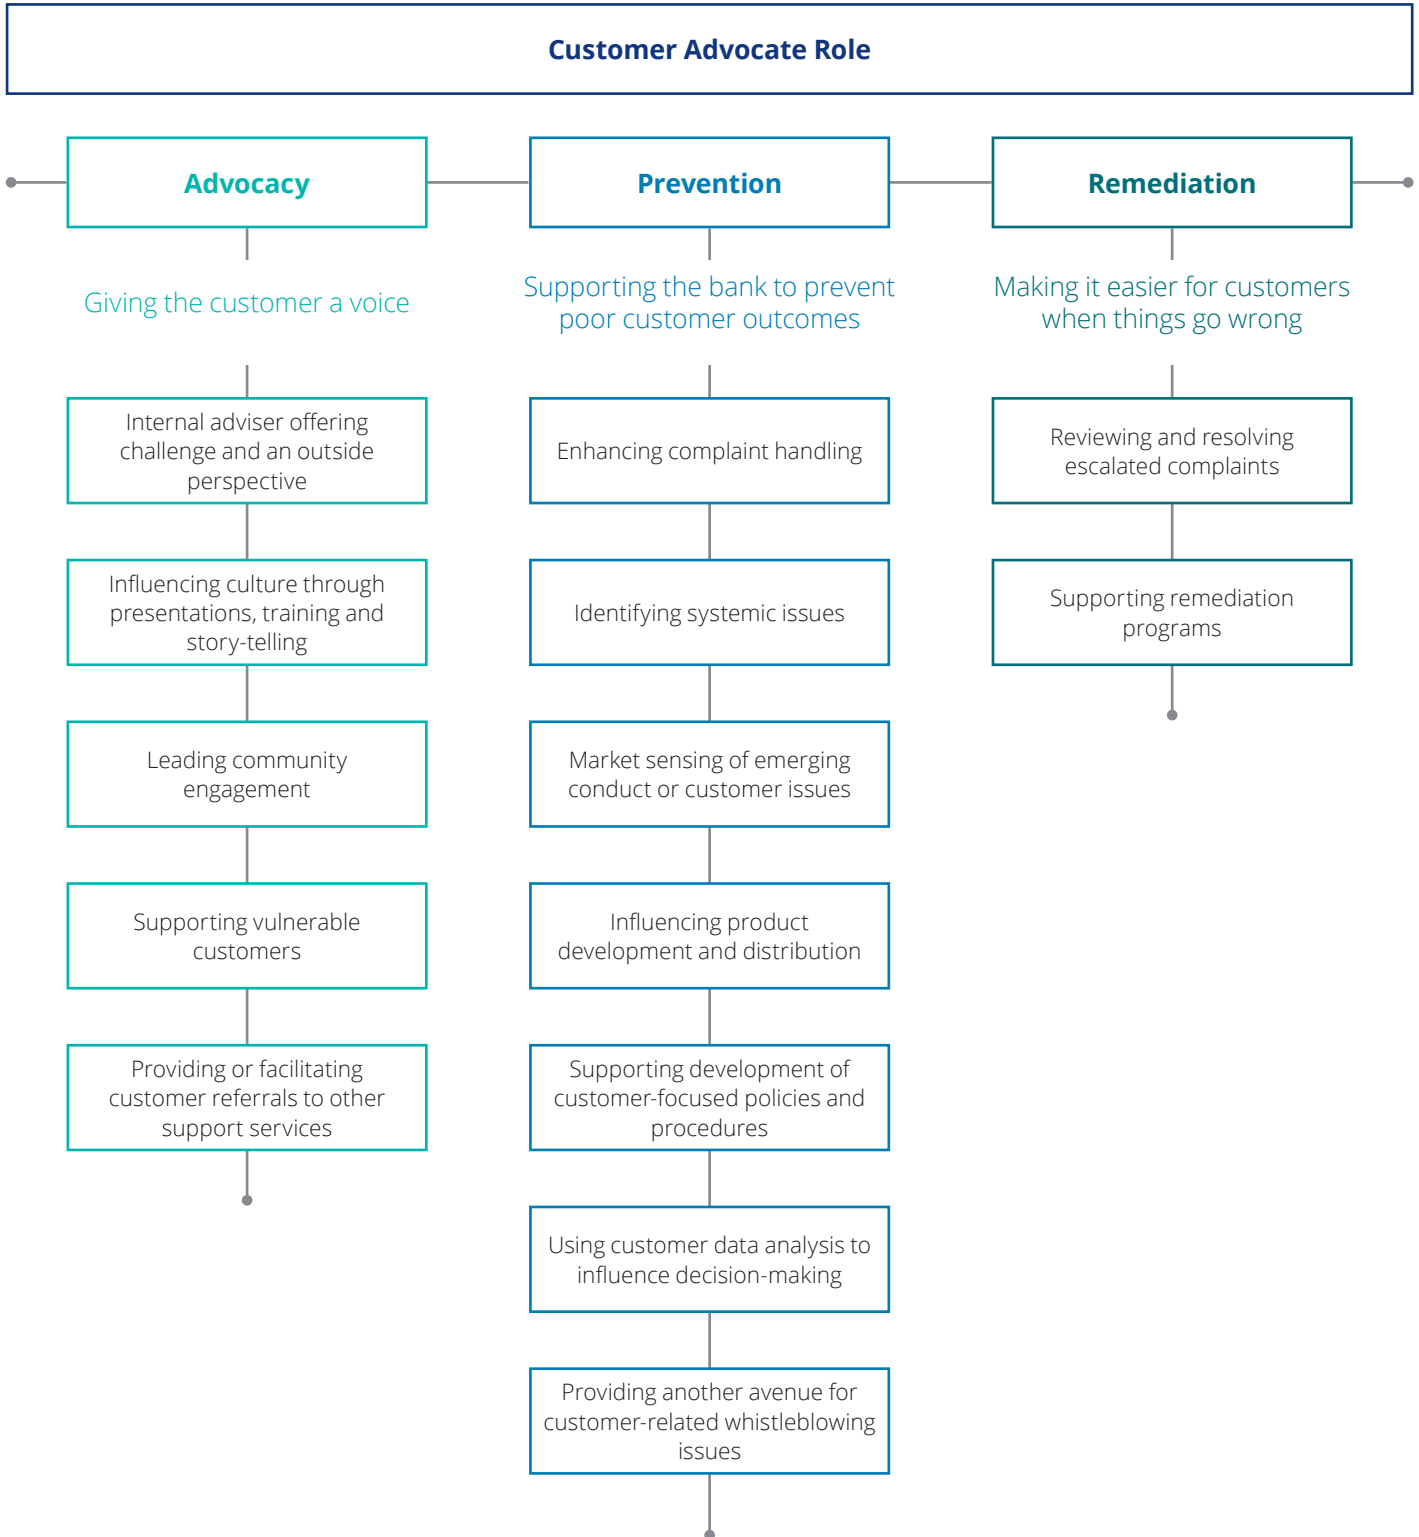 Customer Advocate Role
Advocacy
Giving the customer a voice
Internal adviser offering
challenge and an outside
perspective
Influencing culture through
presentations, training and
story-telling
Leading community
engagement
Supporting vulnerable
customers
Providing or facilitating
customer referrals to other
support services
Prevention
Supporting the bank to prevent
poor customer outcomes
Enhancing complaint handling
Identifying systemic issues
Market sensing of emerging
conduct or customer issues
Influencing product
development and distribution
Supporting development of
customer-focused policies and
procedures
Using customer data analysis to
influence decision-making
Providing another avenue for
customer-related whistleblowing
issues
Remediation
Making it easier for customers
when things go wrong
Reviewing and resolving
escalated complaints
Supporting remediation
programs